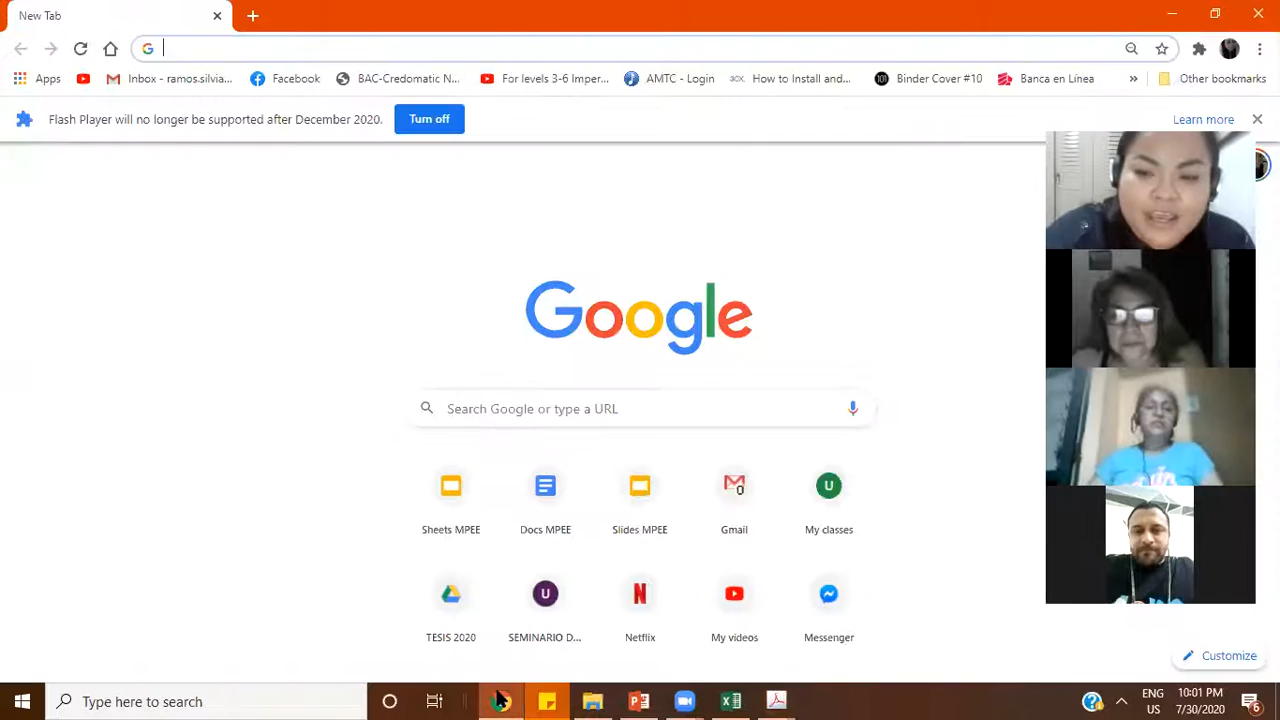 New Tab
Apps
Inbox - ramos.silvia...
Facebook
BAC-Credomatic N...
For levels 3-6 Imper...
AMTC - Login
How to Install and...
Binder Cover #10
Banca en Línea
»
Other bookmarks
Flash Player will no longer be supported after December 2020.
Turn off
Learn more
Google
Search Google or type a URL
Sheets MPEE
Docs MPEE
Slides MPEE
Gmail
My classes
TESIS 2020
SEMINARIO D...
Netflix
My videos
Messenger
Customize
Type here to search
ENG
US
10:01 PM
7/30/2020
6